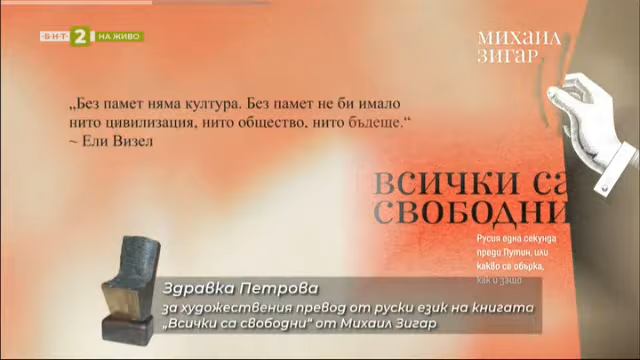 БНТ 2 НА ЖИВО
МИХАИЛ
ЗИГАР
„Без памет няма култура. Без памет не би имало
нито цивилизация, нито общество, нито бъдеще.“
~ Ели Визел
ВСИЧКИ СА
СВОБОДНИ
Русия една секунда
преди Путин, или
какво се обърка,
как и защо
Здравка Петрова
за художествения превод от руски език на книгата
„Всички са свободни“ от Михаил Зигар